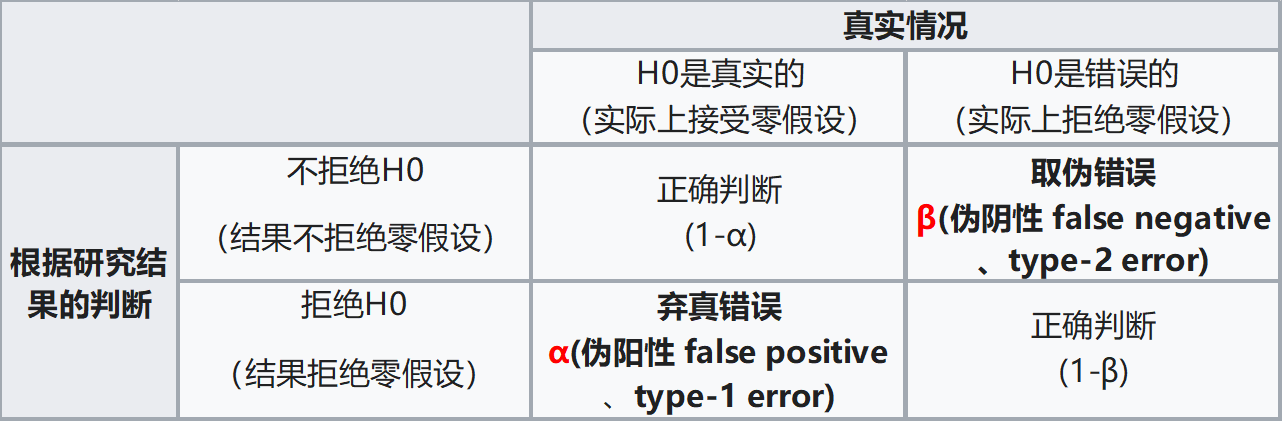 真实情况
H0是真实的
（实际上接受零假设）
H0是错误的
（实际上拒绝零假设）
根据研究结
果的判断
不拒绝H0
（结果不拒绝零假设）
正确判断
(1-α)
取伪错误
β(伪阴性 false negative
、type-2 error)
拒绝H0
（结果拒绝零假设）
弃真错误
α(伪阳性 false positive
、type-1 error)
正确判断
(1-β)